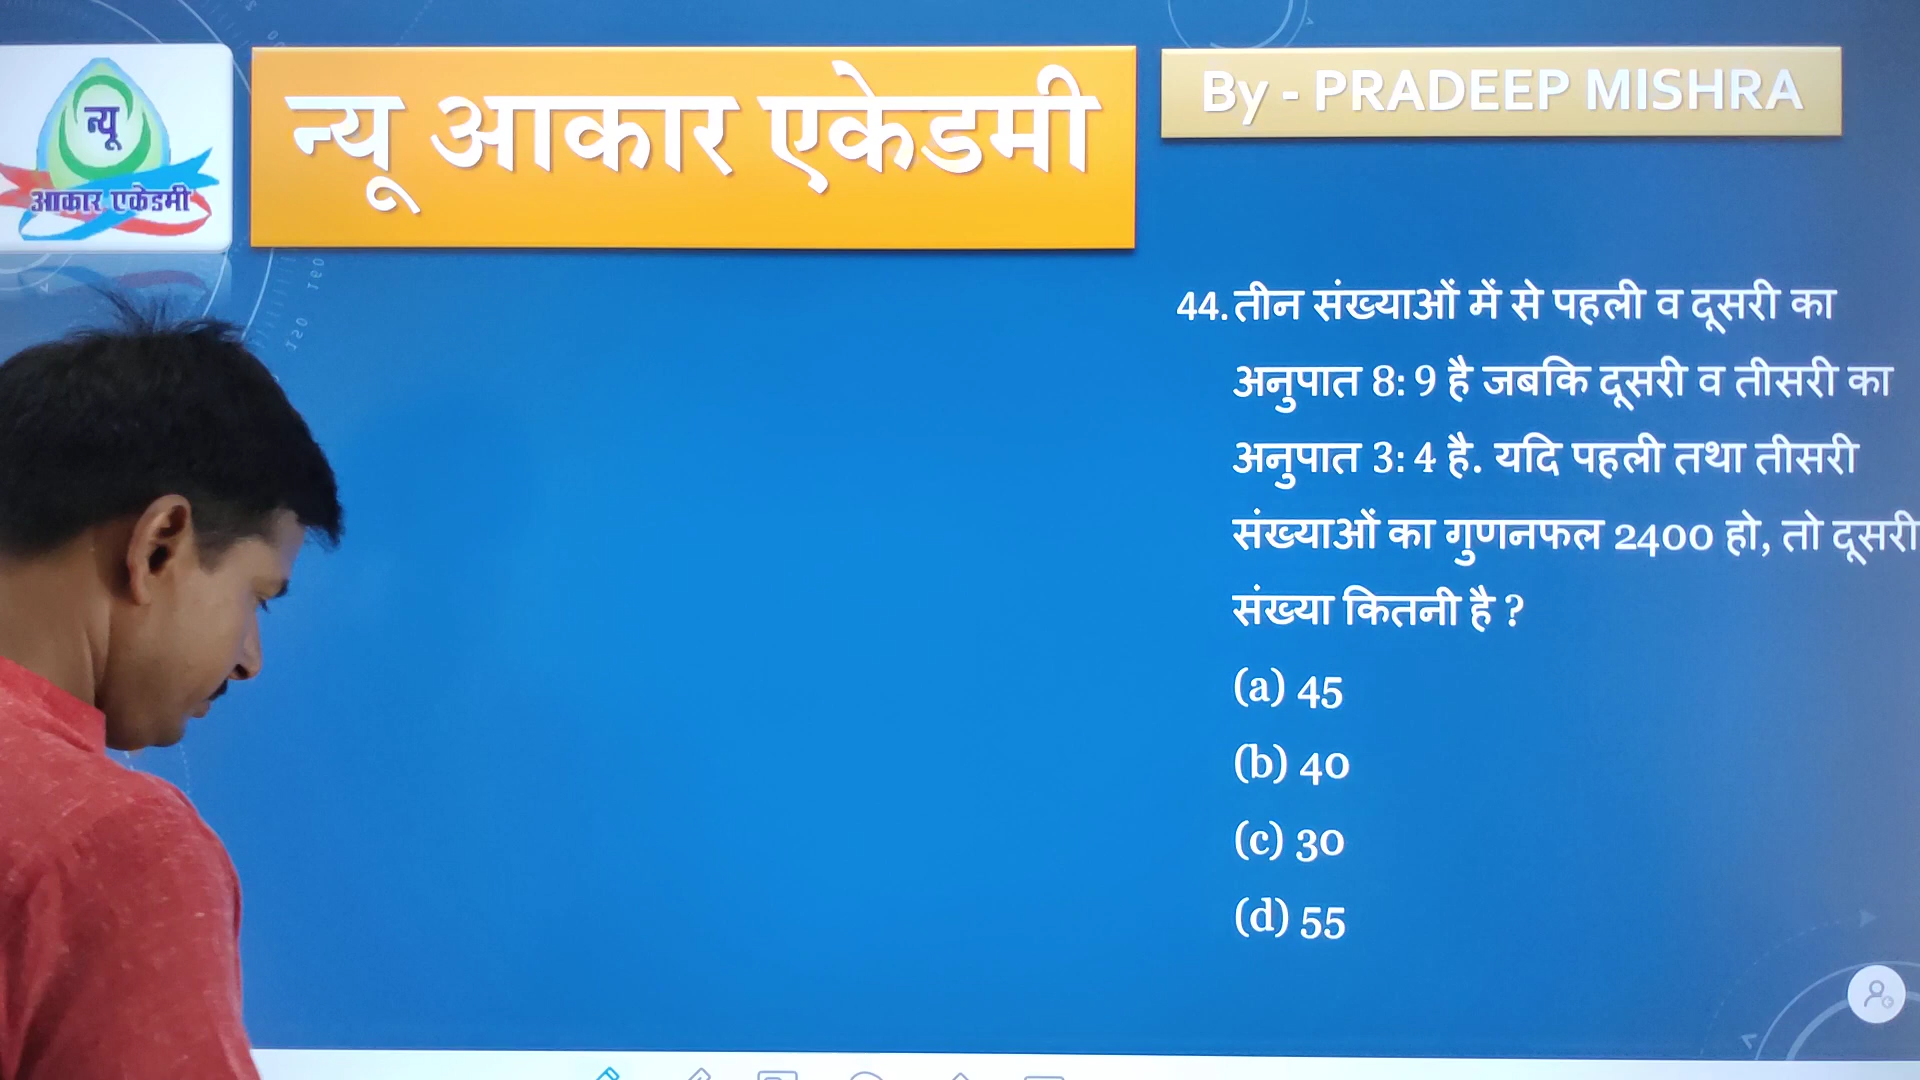 न्यू
आकार एकेडमी
न्यू आकार एकेडमी
By - PRADEEP MISHRA
44. तीन संख्याओं में से पहली व दूसरी का
अनुपात 8: 9 है जबकि दूसरी व तीसरी का
अनुपात 3: 4 है. यदि पहली तथा तीसरी
संख्याओं का गुणनफल 2400 हो, तो दूसरी
संख्या कितनी है ?
(a) 45
(b) 40
(c) 30
(d) 55